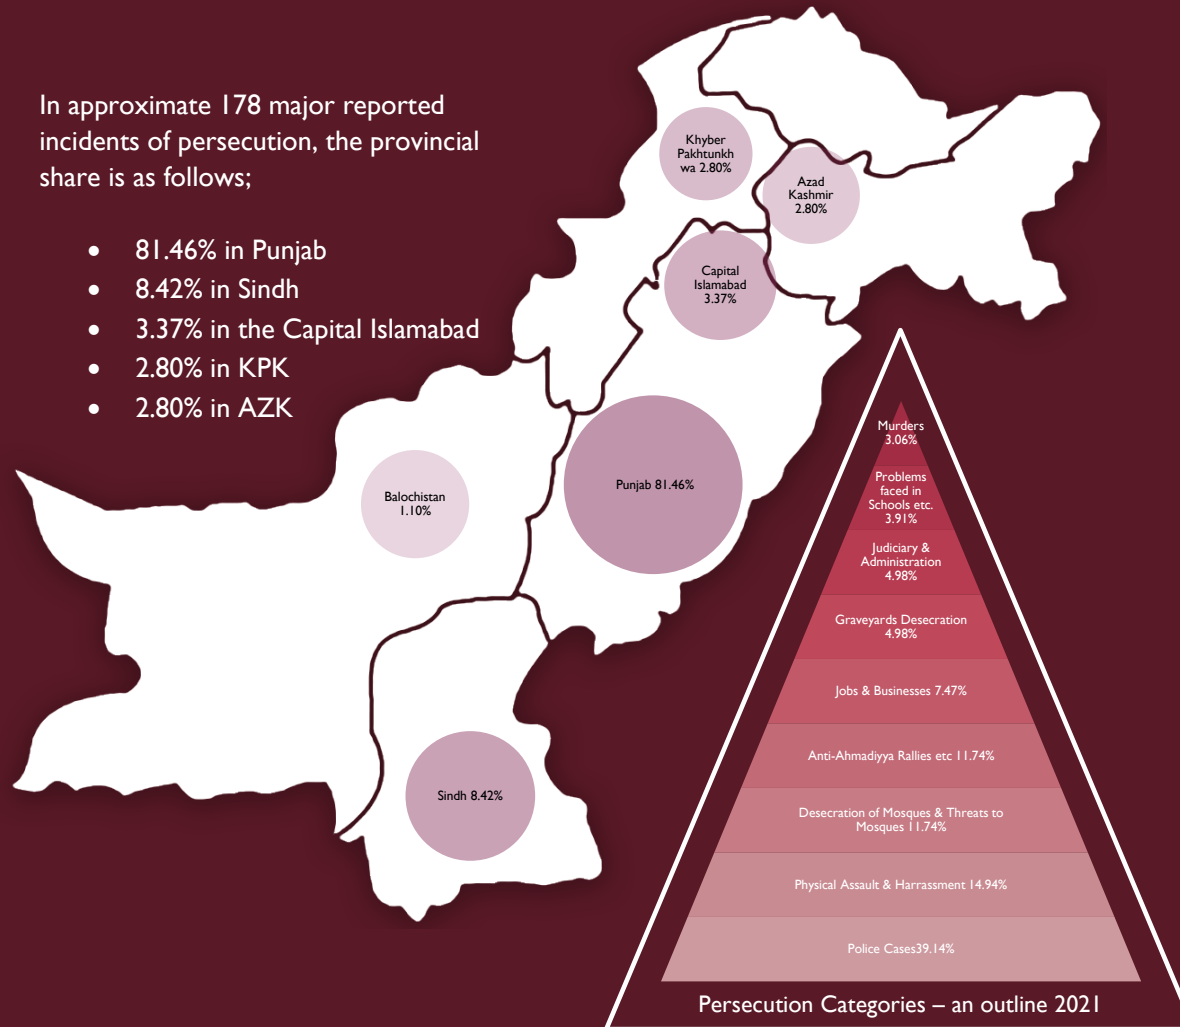 In approximate 178 major reported
incidents of persecution, the provincial
share is as follows;
• 81.46% in Punjab
• 8.42% in Sindh
• 3.37% in the Capital Islamabad
• 2.80% in KPK
• 2.80% in AZK
Khyber
Pakhtunkh
wa 2.80%
Azad
Kashmir
2.80%
Capital
Islamabad
3.37%
Punjab 81.46%
Balochistan
1.10%
Sindh 8.42%
Murders
3.06%
Problems
faced in
Schools etc.
3.91%
Judiciary &
Administration
4.98%
Graveyards Desecration
4.98%
Jobs & Businesses 7.47%
Anti-Ahmadiyya Rallies etc 11.74%
Desecration of Mosques & Threats to
Mosques 11.74%
Physical Assault & Harrassment 14.94%
Police Cases39.14%
Persecution Categories – an outline 2021